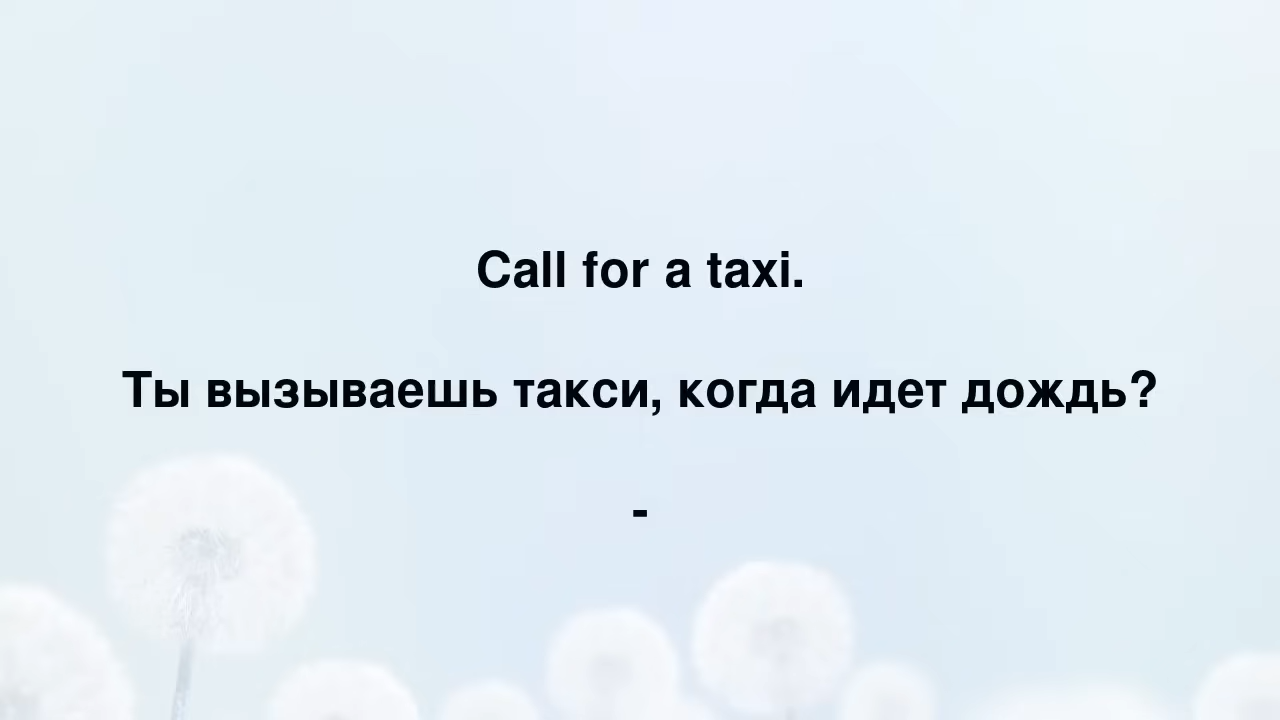 Call for a taxi.
Ты вызываешь такси, когда идет дождь?
-